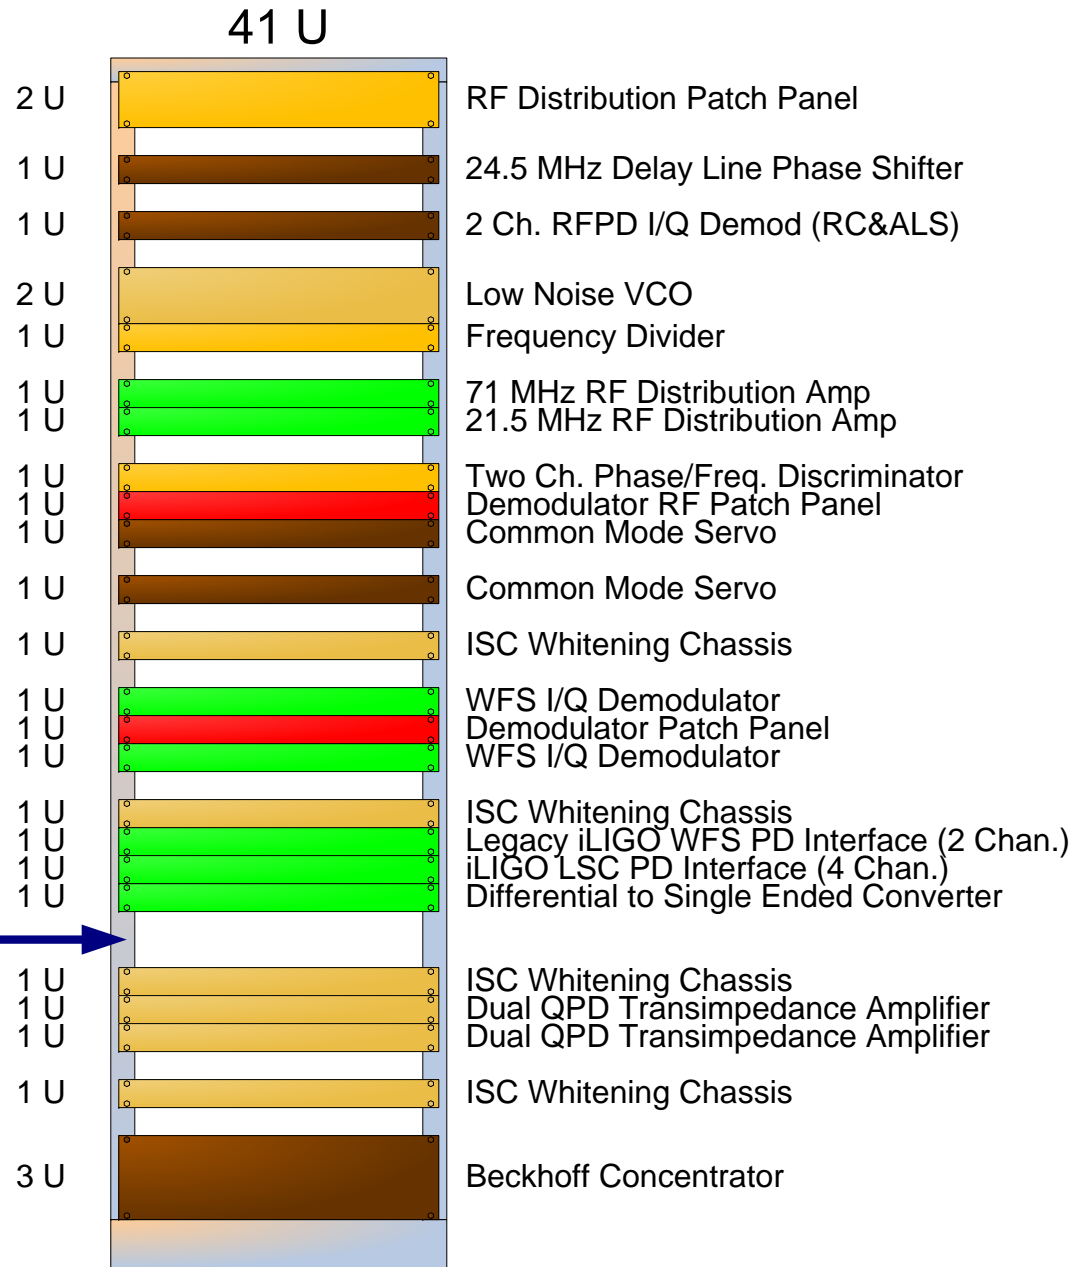 41 U
2 U RF Distribution Patch Panel
1 U 24.5 MHz Delay Line Phase Shifter
1 U 2 Ch. RFPD I/Q Demod (RC&ALS)
2 U Low Noise VCO
1 U Frequency Divider
1 U 71 MHz RF Distribution Amp
1 U 21.5 MHz RF Distribution Amp
1 U Two Ch. Phase/Freq. Discriminator
1 U Demodulator RF Patch Panel
1 U Common Mode Servo
1 U Common Mode Servo
1 U ISC Whitening Chassis
1 U WFS I/Q Demodulator
1 U Demodulator Patch Panel
1 U WFS I/Q Demodulator
1 U ISC Whitening Chassis
1 U Legacy iLIGO WFS PD Interface (2 Chan.)
1 U iLIGO LSC PD Interface (4 Chan.)
1 U Differential to Single Ended Converter
1 U ISC Whitening Chassis
1 U Dual QPD Transimpedance Amplifier
1 U Dual QPD Transimpedance Amplifier
1 U ISC Whitening Chassis
3 U Beckhoff Concentrator